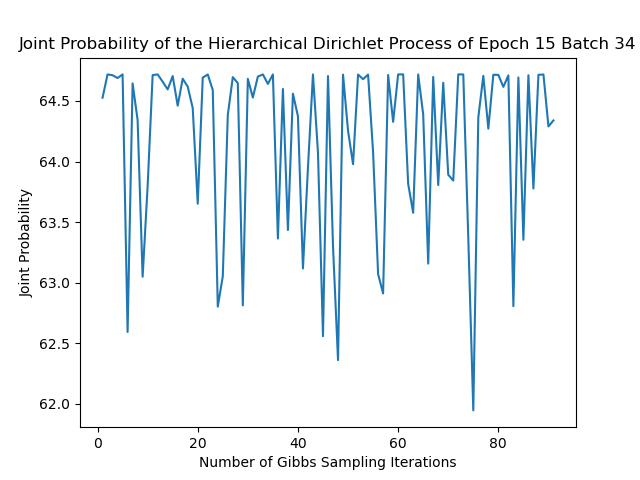 Joint Probability of the Hierarchical Dirichlet Process of Epoch 15 Batch 34
64.5
64.0
63.5
63.0
62.5
62.0
Joint Probability
0 20 40 60 80
Number of Gibbs Sampling Iterations